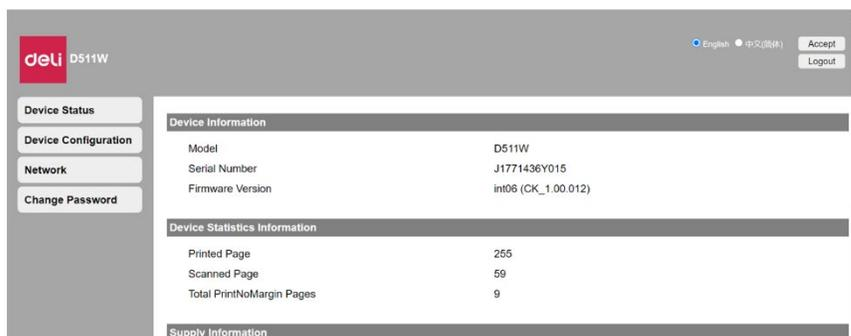 English 中文(简体) Accept
deli D511W
Logout
Device Status
Device Configuration
Network
Change Password
Device Information
Model D511W
Serial Number J1771436Y015
Firmware Version int06 (CK_1.00.012)
Device Statistics Information
Printed Page 255
Scanned Page 59
Total PrintNoMargin Pages 9
Supply Information